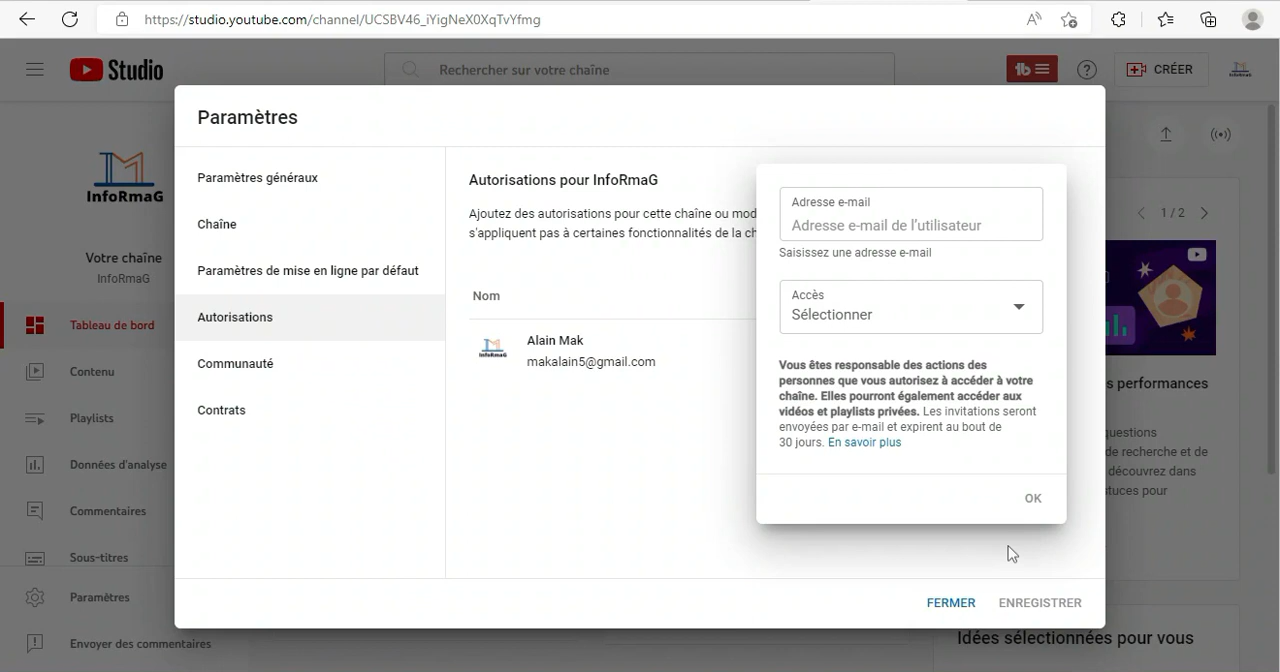 https://studio.youtube.com/channel/UCSBV46_iYigNeX0XqTvYfmg
Studio
Rechercher sur votre chaîne
CRÉER
InfoRmaG
Votre chaîne
InfoRmaG
Tableau de bord
Contenu
Playlists
Données d'analyse
Commentaires
Sous-titres
Paramètres
Envoyer des commentaires
Paramètres
Paramètres généraux
Chaîne
Paramètres de mise en ligne par défaut
Autorisations
Communauté
Contrats
Autorisations pour InfoRmaG
Ajoutez des autorisations pour cette chaîne ou mod
s'appliquent pas à certaines fonctionnalités de la ch
Nom
InfoRmaG
Alain Mak
makalain5@gmail.com
Adresse e-mail
Adresse e-mail de l'utilisateur
Saisissez une adresse e-mail
Accès
Sélectionner
Vous êtes responsable des actions des
personnes que vous autorisez à accéder à votre
chaîne. Elles pourront également accéder aux
vidéos et playlists privées. Les invitations seront
envoyées par e-mail et expirent au bout de
30 jours. En savoir plus
OK
FERMER
ENREGISTRER
1 / 2
s performances
questions
de recherche et de
découvrez dans
stuces pour
Idées sélectionnées pour vous